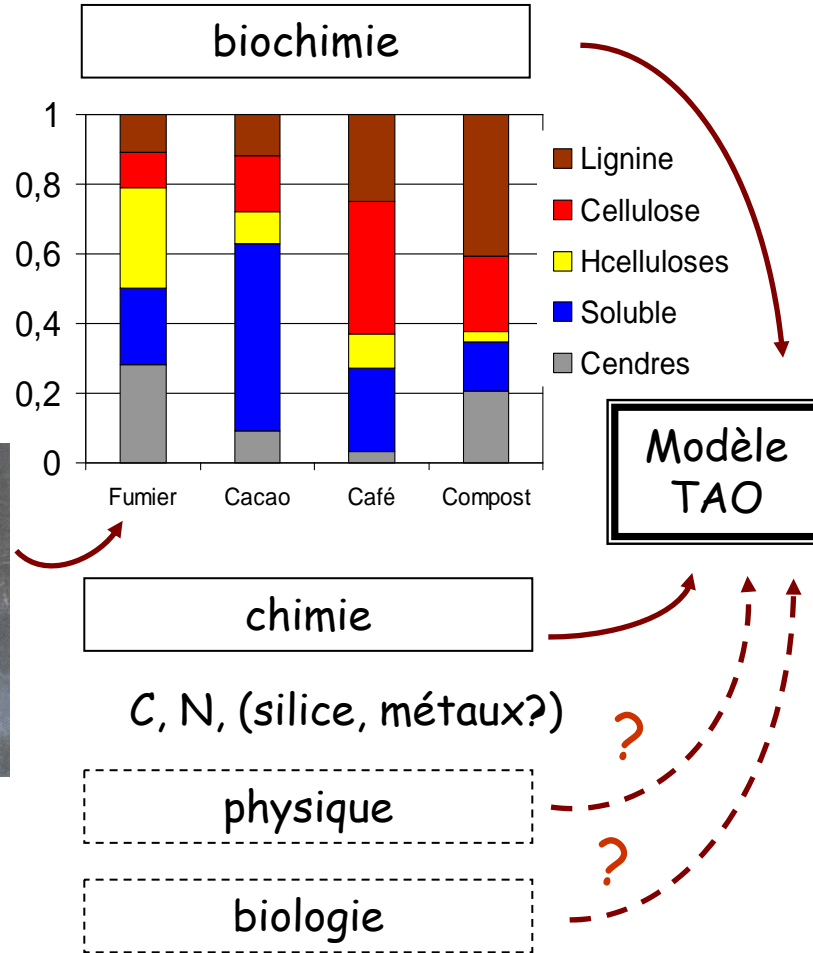 biochimie
1
0,8
0,6
0,4
0,2
0
Fumier Cacao Café Compost
Lignine
Cellulose
Hcelluloses
Soluble
Cendres
Modèle
TAO
chimie
C, N, (silice, métaux?)
?
physique
?
biologie